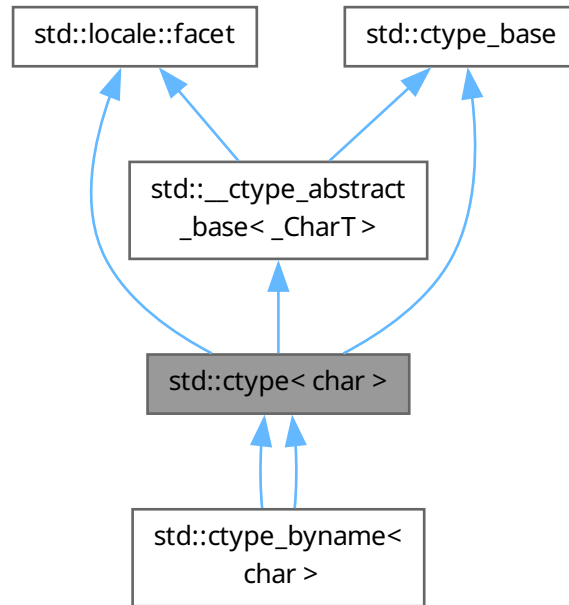 std::locale::facet
std::ctype_base
std::__ctype_abstract
_base< _CharT >
std::ctype< char >
std::ctype_byname<
char >